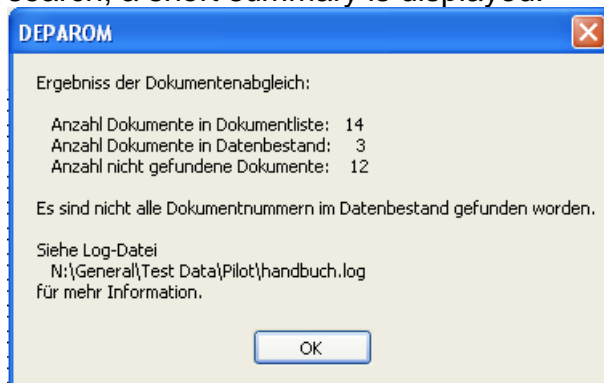 search, a short summary is displayed.
DEPAROM
Ergebniss der Dokumentenabgleich:
Anzahl Dokumente in Dokumentliste: 14
Anzahl Dokumente in Datenbestand: 3
Anzahl nicht gefundene Dokumente: 12
Es sind nicht alle Dokumentnummern im Datenbestand gefunden worden.
Siehe Log-Datei
N:\General\Test Data\Pilot\handbuch.log
für mehr Information.
OK